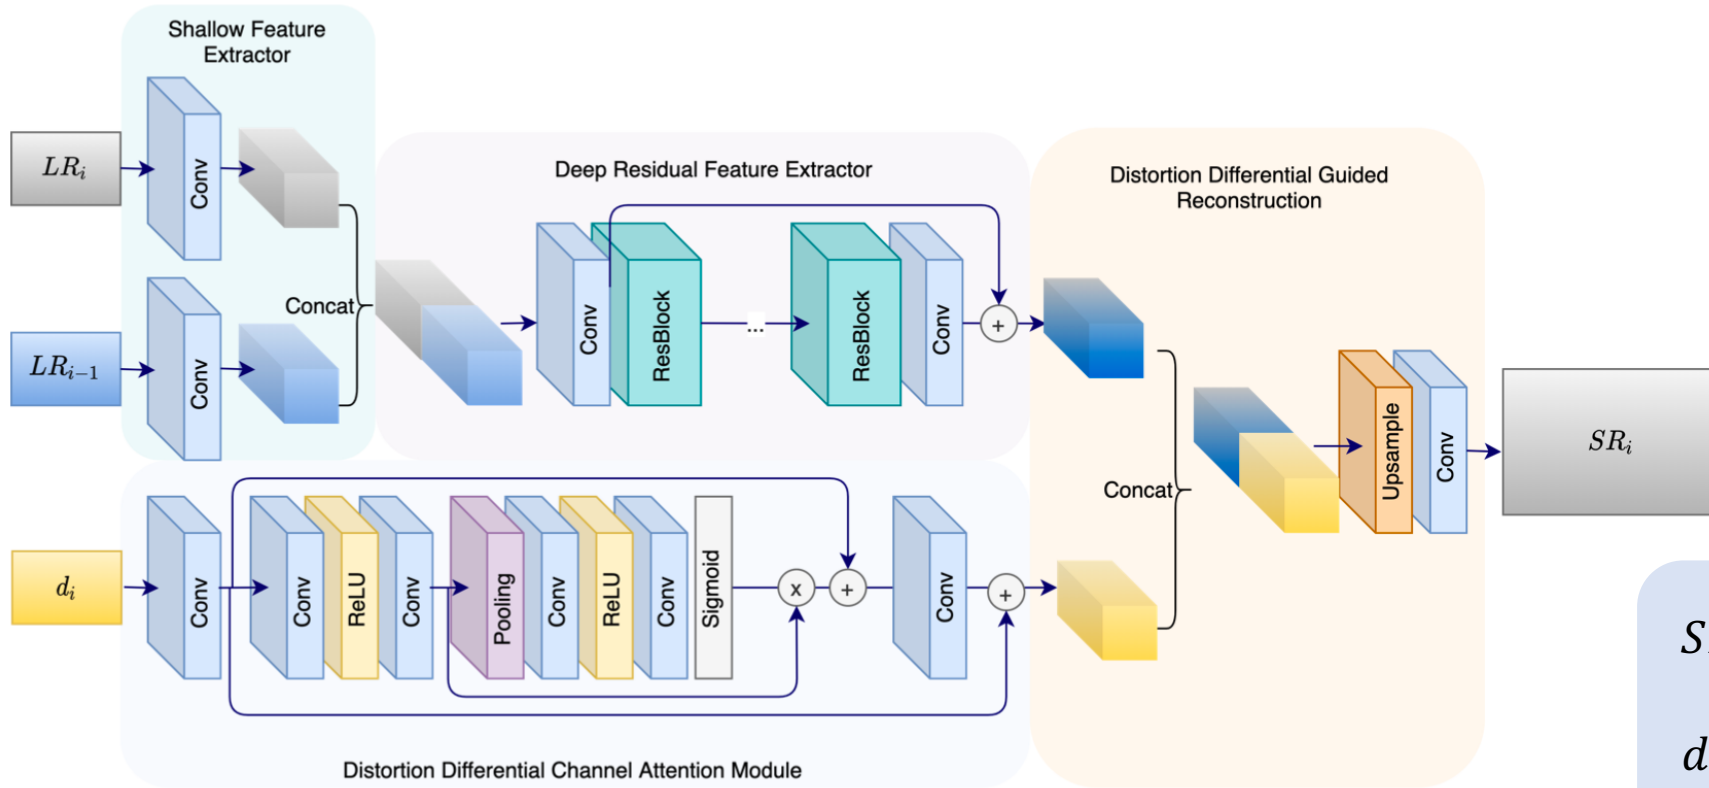 Shallow Feature
Extractor
LR_i
Conv
LR_{i-1}
Conv
Concat
Deep Residual Feature Extractor
Conv
ResBlock
...
ResBlock
Conv
+
Distortion Differential Guided
Reconstruction
Concat
Upsample
Conv
SR_i
d_i
Conv
Conv
ReLU
Conv
Pooling
Conv
ReLU
Conv
Sigmoid
x
+
Conv
+
Distortion Differential Channel Attention Module
S
d